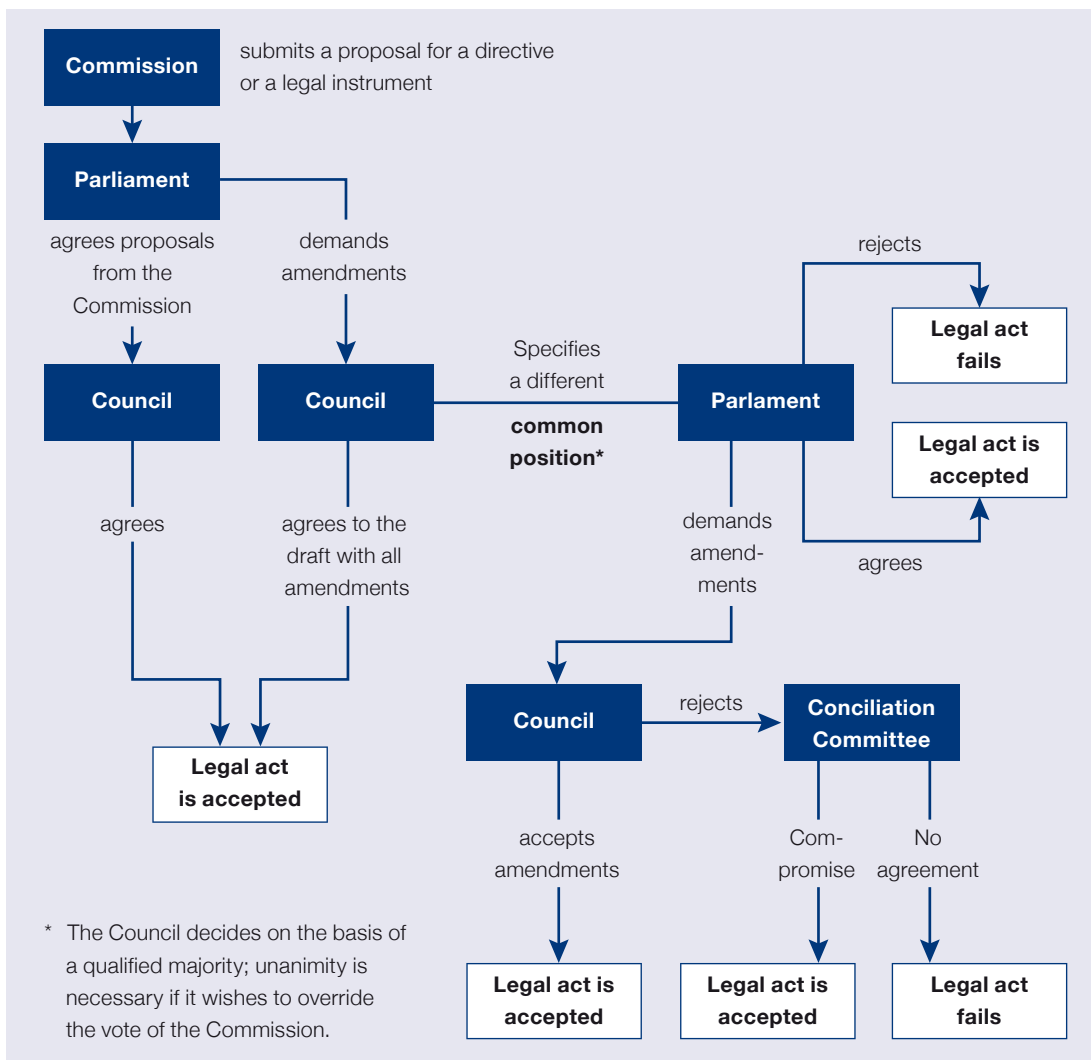 Commission
submits a proposal for a directive
or a legal instrument
Parliament
agrees proposals
from the
Commission
demands
amendments
rejects
Legal act
fails
Council
Council
Specifies
a different
common
position*
Parlament
Legal act is
accepted
agrees
agrees to the
draft with all
amendments
demands
amend-
ments
agrees
Council
rejects
Conciliation
Committee
Legal act
is accepted
accepts
amendments
Com-
promise
No
agreement
* The Council decides on the basis of
a qualified majority; unanimity is
necessary if it wishes to override
the vote of the Commission.
Legal act is
accepted
Legal act is
accepted
Legal act
fails